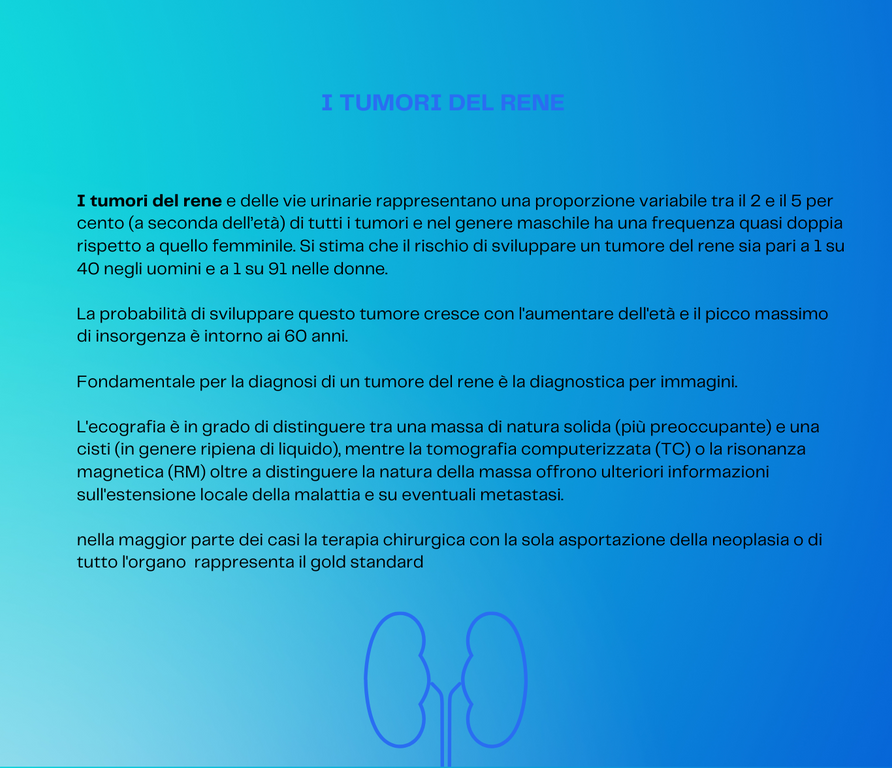 I TUMORI DEL RENE
I tumori del rene e delle vie urinarie rappresentano una proporzione variabile tra il 2 e il 5 per
cento (a seconda dell'età) di tutti i tumori e nel genere maschile ha una frequenza quasi doppia
rispetto a quello femminile. Si stima che il rischio di sviluppare un tumore del rene sia pari a 1 su
40 negli uomini e a 1 su 91 nelle donne.
La probabilità di sviluppare questo tumore cresce con l'aumentare dell'età e il picco massimo
di insorgenza è intorno ai 60 anni.
Fondamentale per la diagnosi di un tumore del rene è la diagnostica per immagini.
L'ecografia è in grado di distinguere tra una massa di natura solida (più preoccupante) e una
cisti (in genere ripiena di liquido), mentre la tomografia computerizzata (TC) o la risonanza
magnetica (RM) oltre a distinguere la natura della massa offrono ulteriori informazioni
sull'estensione locale della malattia e su eventuali metastasi.
nella maggior parte dei casi la terapia chirurgica con la sola asportazione della neoplasia o di
tutto l'organo  rappresenta il gold standard